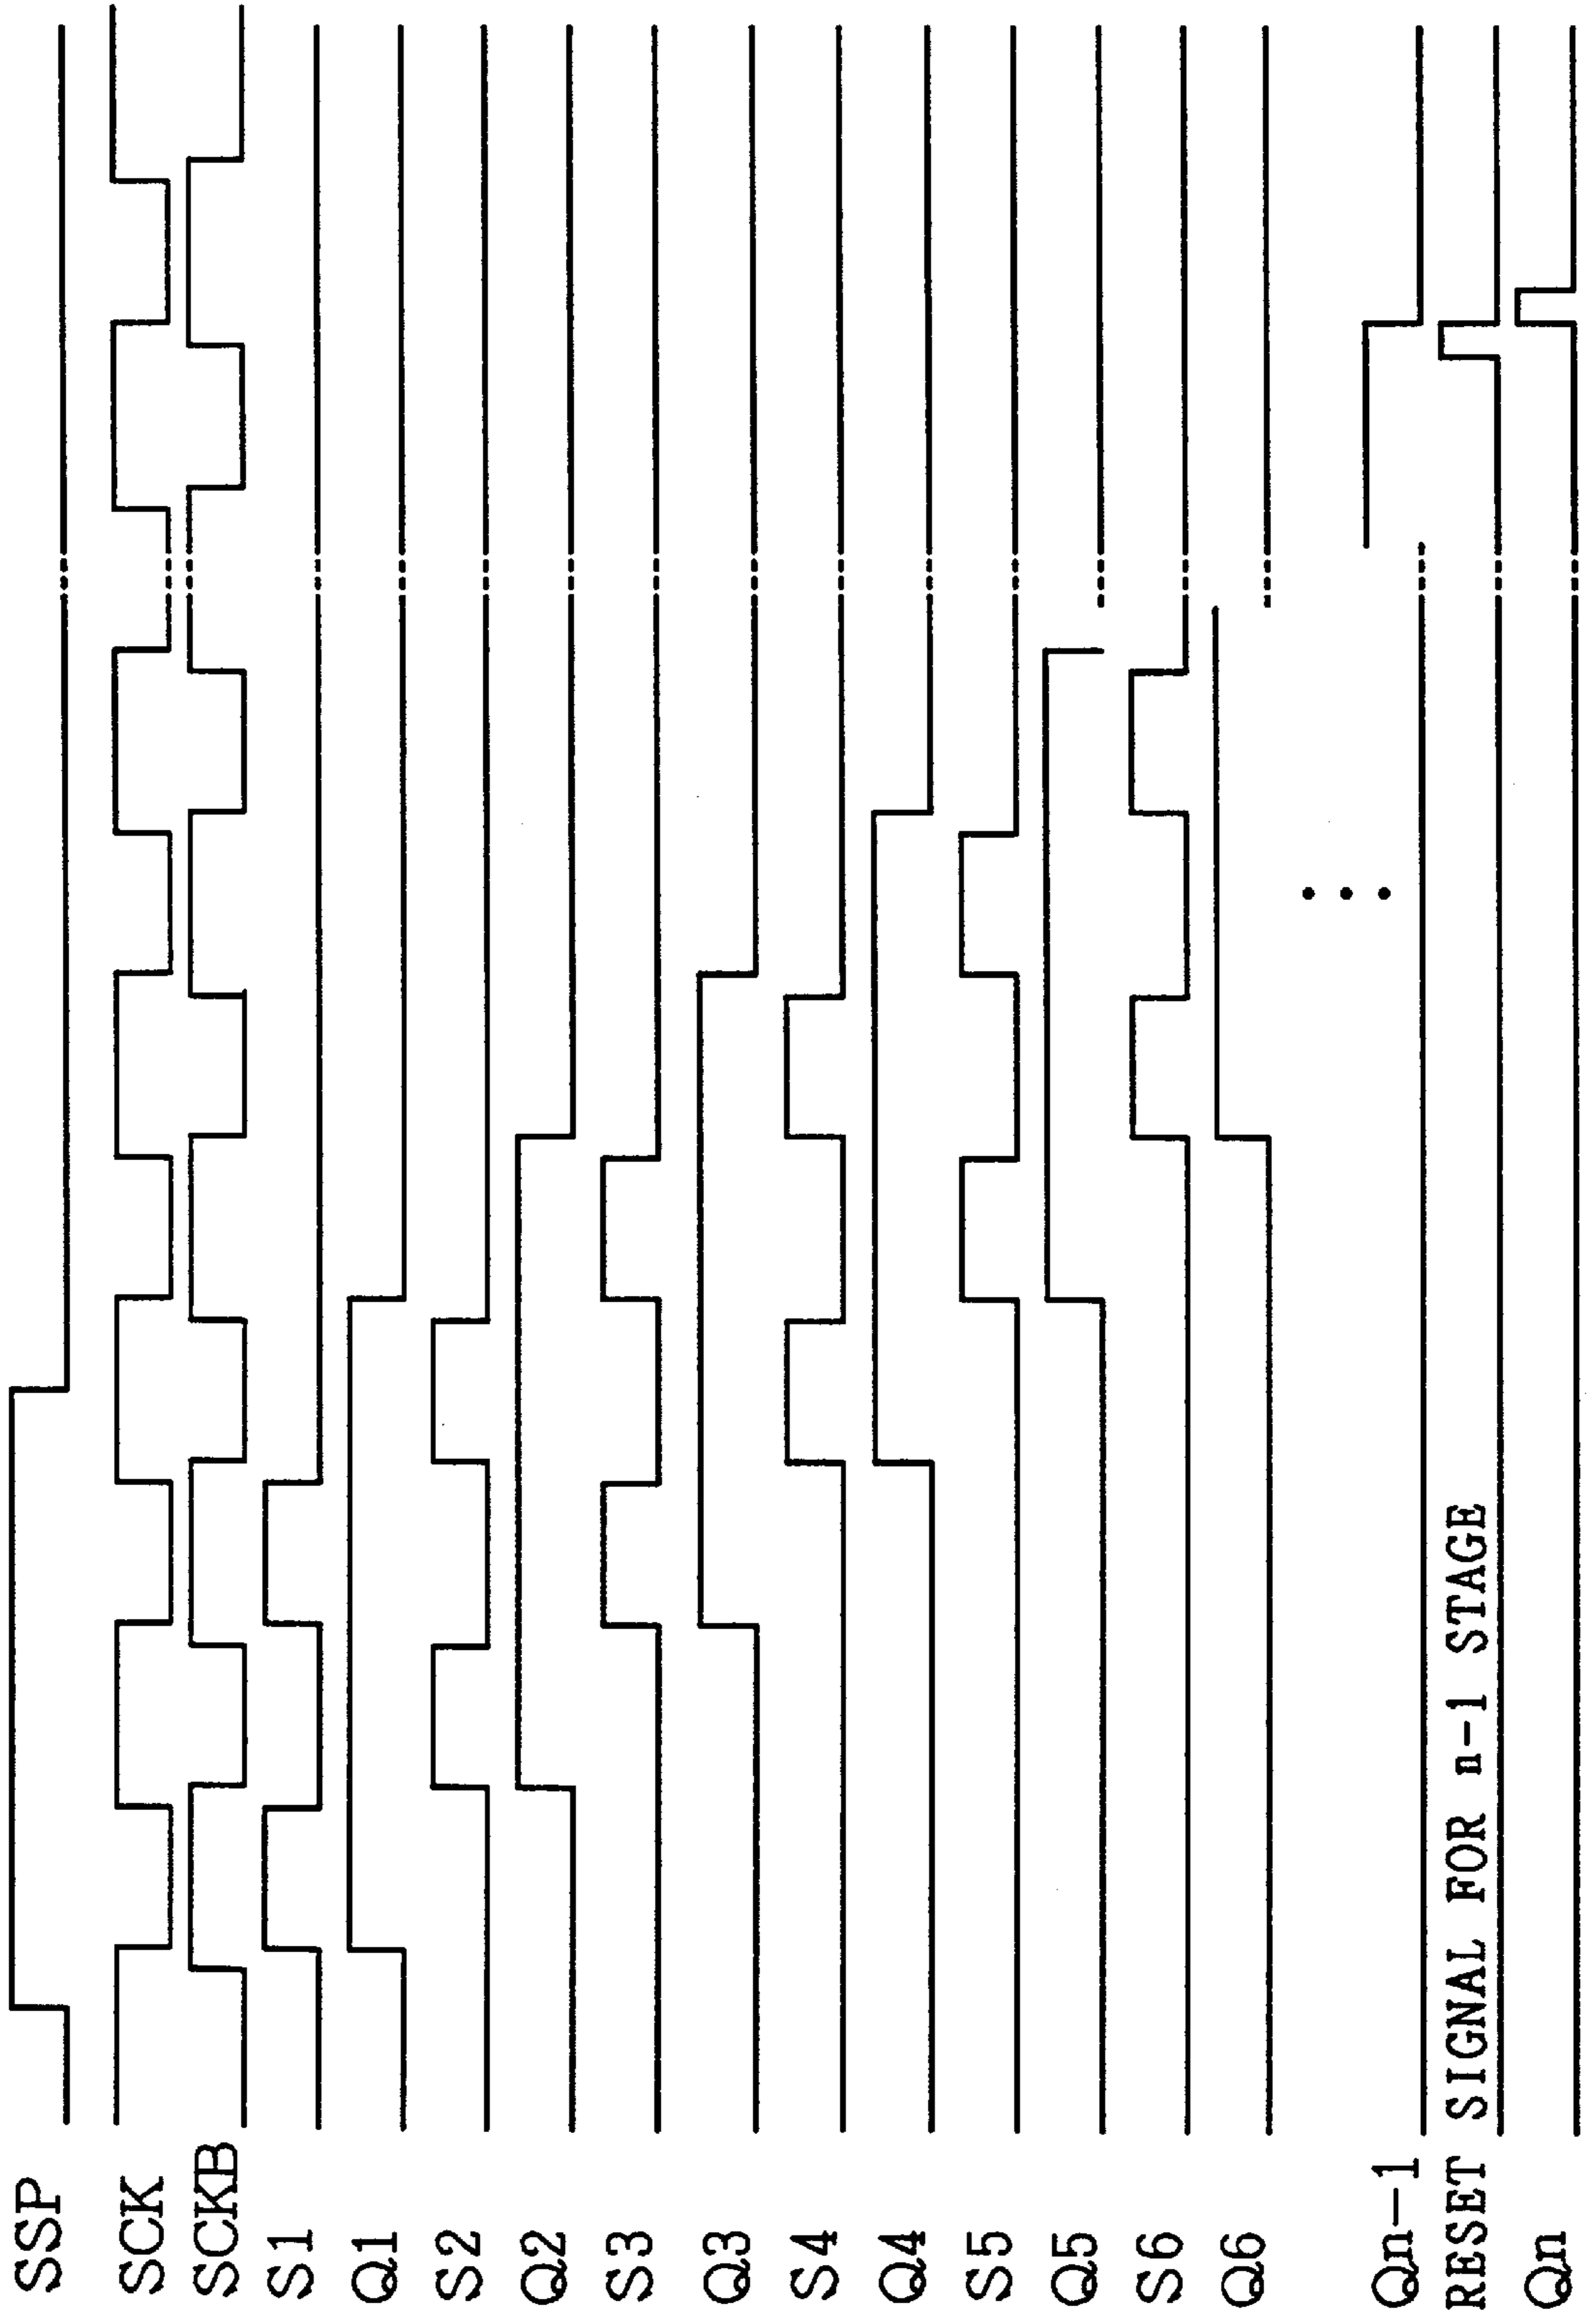 SSP
SCK
SCKB
S1
Q1
S2
Q2
S3
Q3
S4
Q4
S5
Q5
S6
Q6
Qn-1
RESET SIGNAL FOR n-1 STAGE
Qn